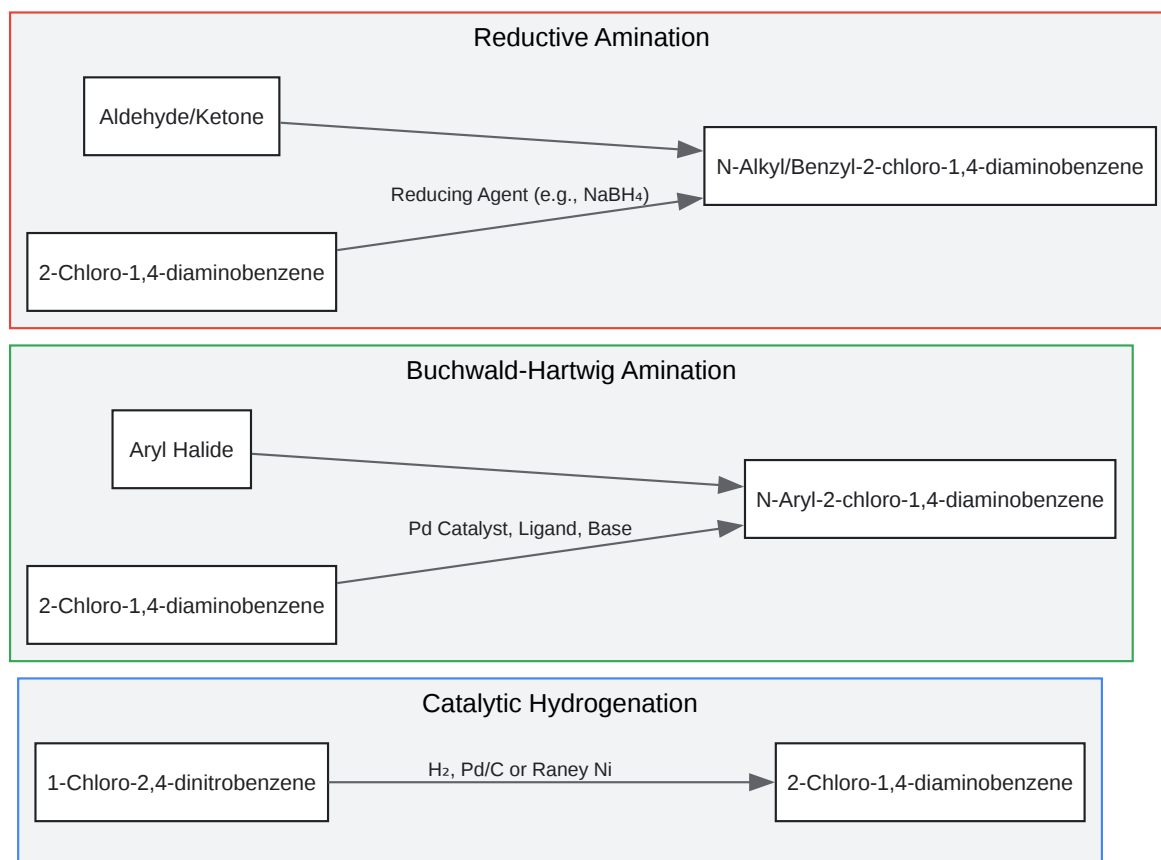 Reductive Amination
Aldehyde/Ketone
N-Alkyl/Benzyl-2-chloro-1,4-diaminobenzene
Reducing Agent (e.g., NaBH₄)
2-Chloro-1,4-diaminobenzene
Buchwald-Hartwig Amination
Aryl Halide
N-Aryl-2-chloro-1,4-diaminobenzene
Pd Catalyst, Ligand, Base
2-Chloro-1,4-diaminobenzene
Catalytic Hydrogenation
1-Chloro-2,4-dinitrobenzene
H₂, Pd/C or Raney Ni
2-Chloro-1,4-diaminobenzene